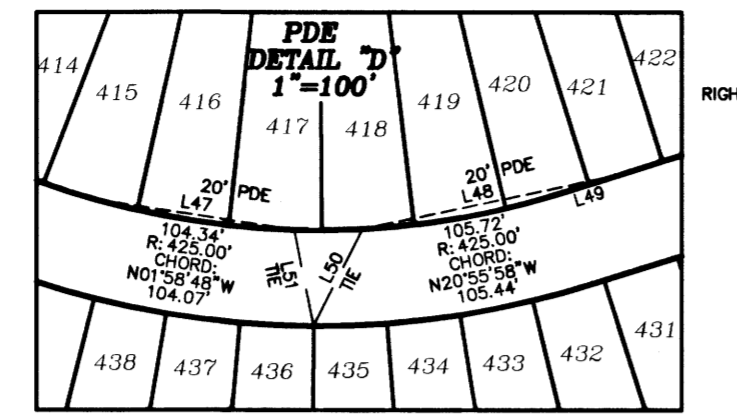 PDE
DETAIL "D"
1"=100'
414
415
416
417
418
419
420
421
422
RIGH
20' PDE
L47
20' PDE
L48
L49
104.34'
R: 425.00'
CHORD:
N01°58'48"W
104.07'
L51
TIE
L50
TIE
105.72'
R: 425.00'
CHORD:
N20°55'58"W
105.44'
438
437
436
435
434
433
432
431